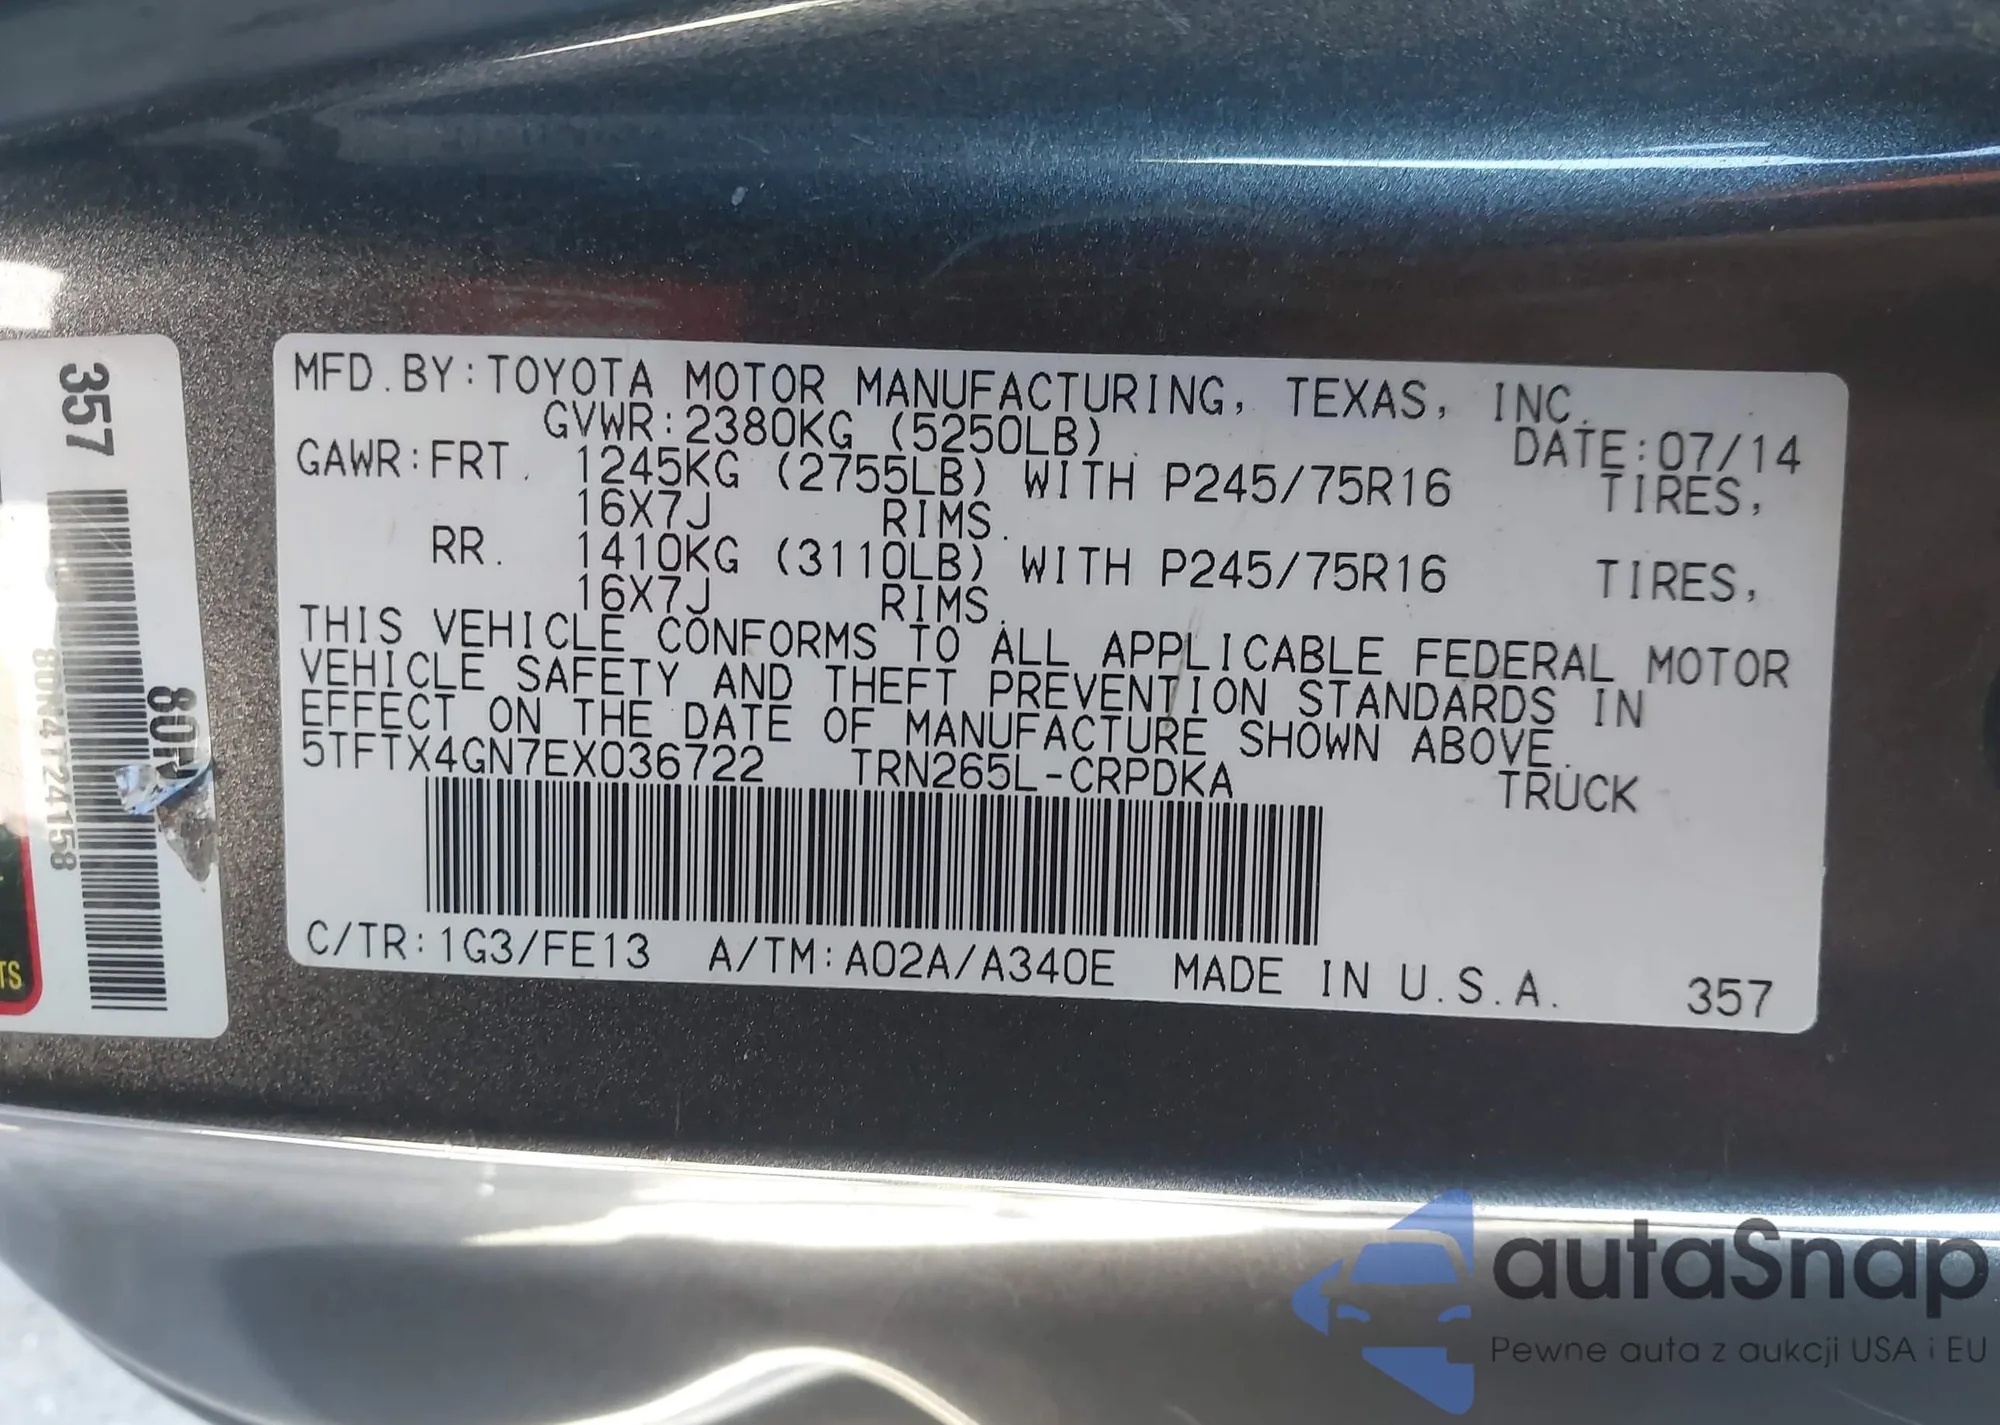 MFD.BY:TOYOTA MOTOR MANUFACTURING, TEXAS, INC.
GVWR:2380KG (5250LB) DATE:07/14
GAWR:FRT. 1245KG (2755LB) WITH P245/75R16 TIRES,
16X7J RIMS.
RR. 1410KG (3110LB) WITH P245/75R16 TIRES,
16X7J RIMS.
THIS VEHICLE CONFORMS TO ALL APPLICABLE FEDERAL MOTOR
VEHICLE SAFETY AND THEFT PREVENTION STANDARDS IN
EFFECT ON THE DATE OF MANUFACTURE SHOWN ABOVE.
5TFTX4GN7EX036722 TRN265L-CRPDKA TRUCK
C/TR:1G3/FE13 A/TM:A02A/A340E MADE IN U.S.A. 357
357
80N4T24158
TS
autoSnap
Pewne auta z aukcji USA i EU